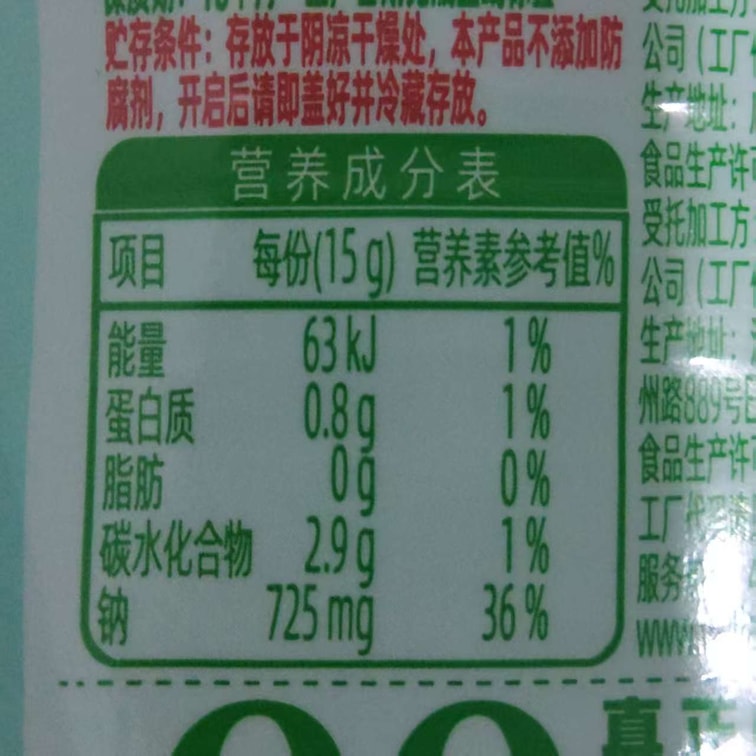 贮存条件：存放于阴凉干燥处，本产品不添加防
腐剂，开启后请即盖好并冷藏存放。
营养成分表
项目 每份(15 g) 营养素参考值%
能量 63 kJ 1%
蛋白质 0.8 g 1%
脂肪 0 g 0%
碳水化合物 2.9 g 1%
钠 725 mg 36%
公司（工厂
生产地址：
食品生产许
受托加工方
公司（工厂
生产地址：
州路889号
食品生产许
工厂代
服务
www
真正